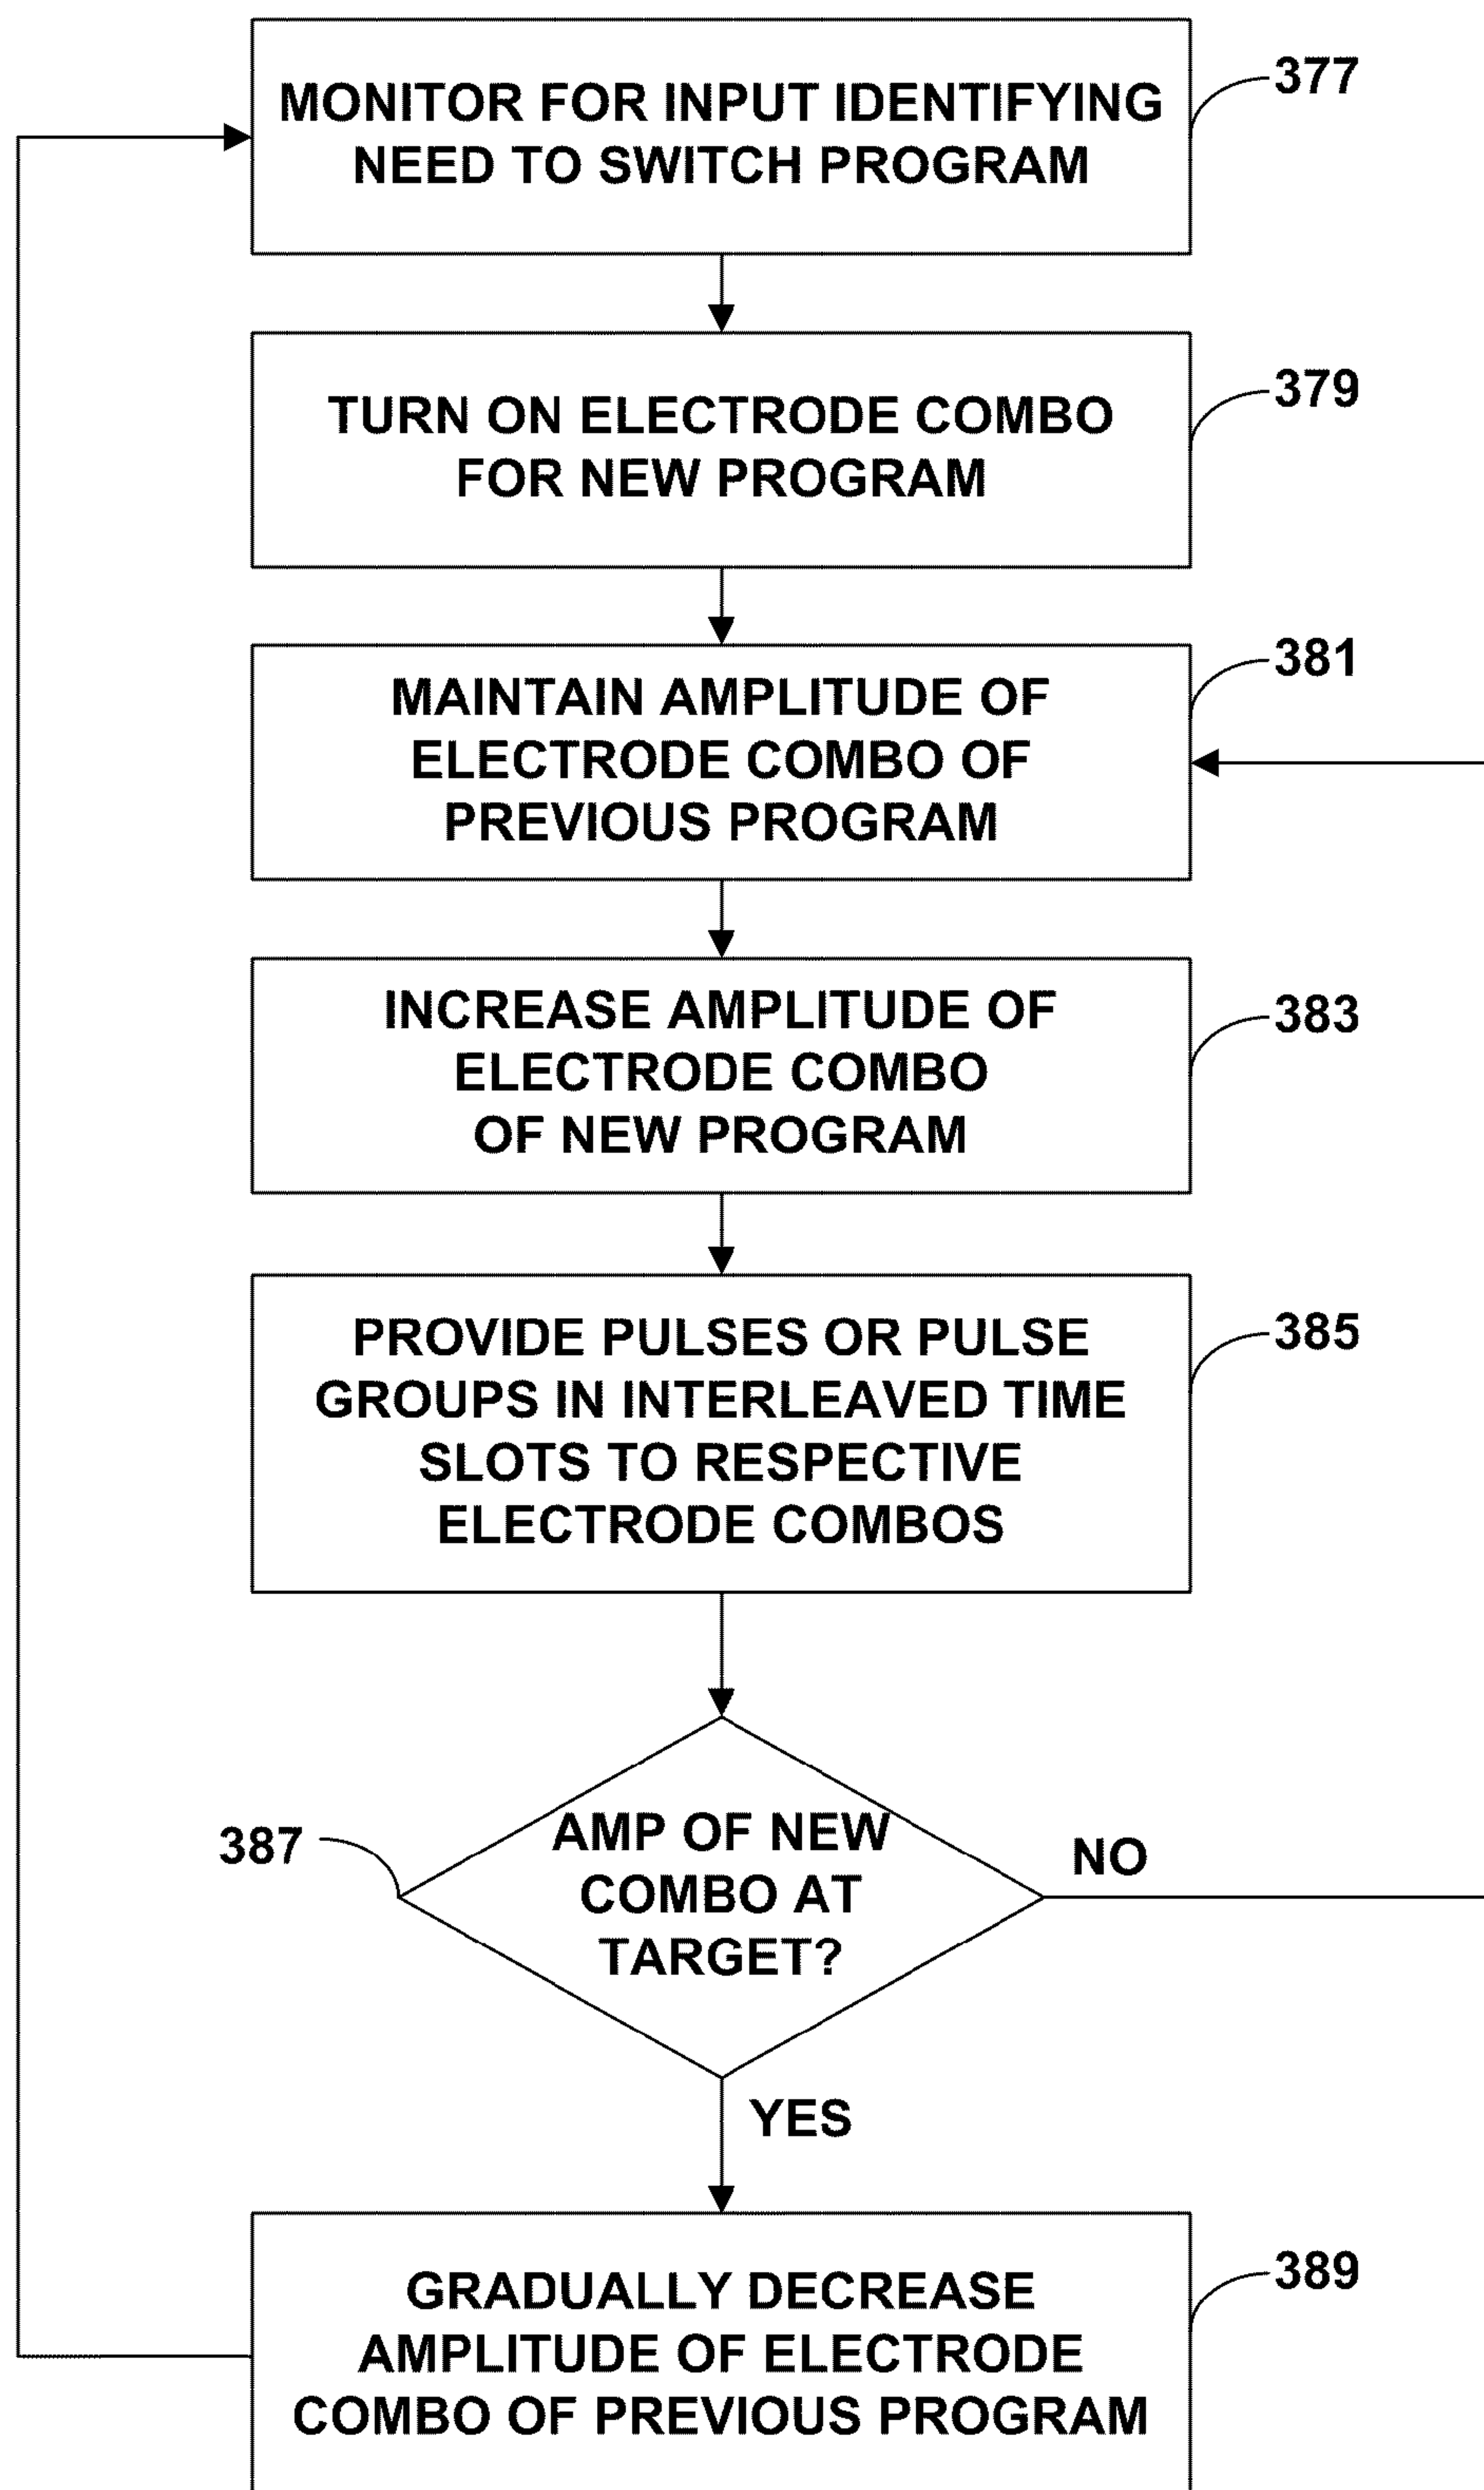 MONITOR FOR INPUT IDENTIFYING
NEED TO SWITCH PROGRAM
377
TURN ON ELECTRODE COMBO
FOR NEW PROGRAM
379
MAINTAIN AMPLITUDE OF
ELECTRODE COMBO OF
PREVIOUS PROGRAM
381
INCREASE AMPLITUDE OF
ELECTRODE COMBO
OF NEW PROGRAM
383
PROVIDE PULSES OR PULSE
GROUPS IN INTERLEAVED TIME
SLOTS TO RESPECTIVE
ELECTRODE COMBOS
385
387
AMP OF NEW
COMBO AT
TARGET?
NO
YES
GRADUALLY DECREASE
AMPLITUDE OF ELECTRODE
COMBO OF PREVIOUS PROGRAM
389